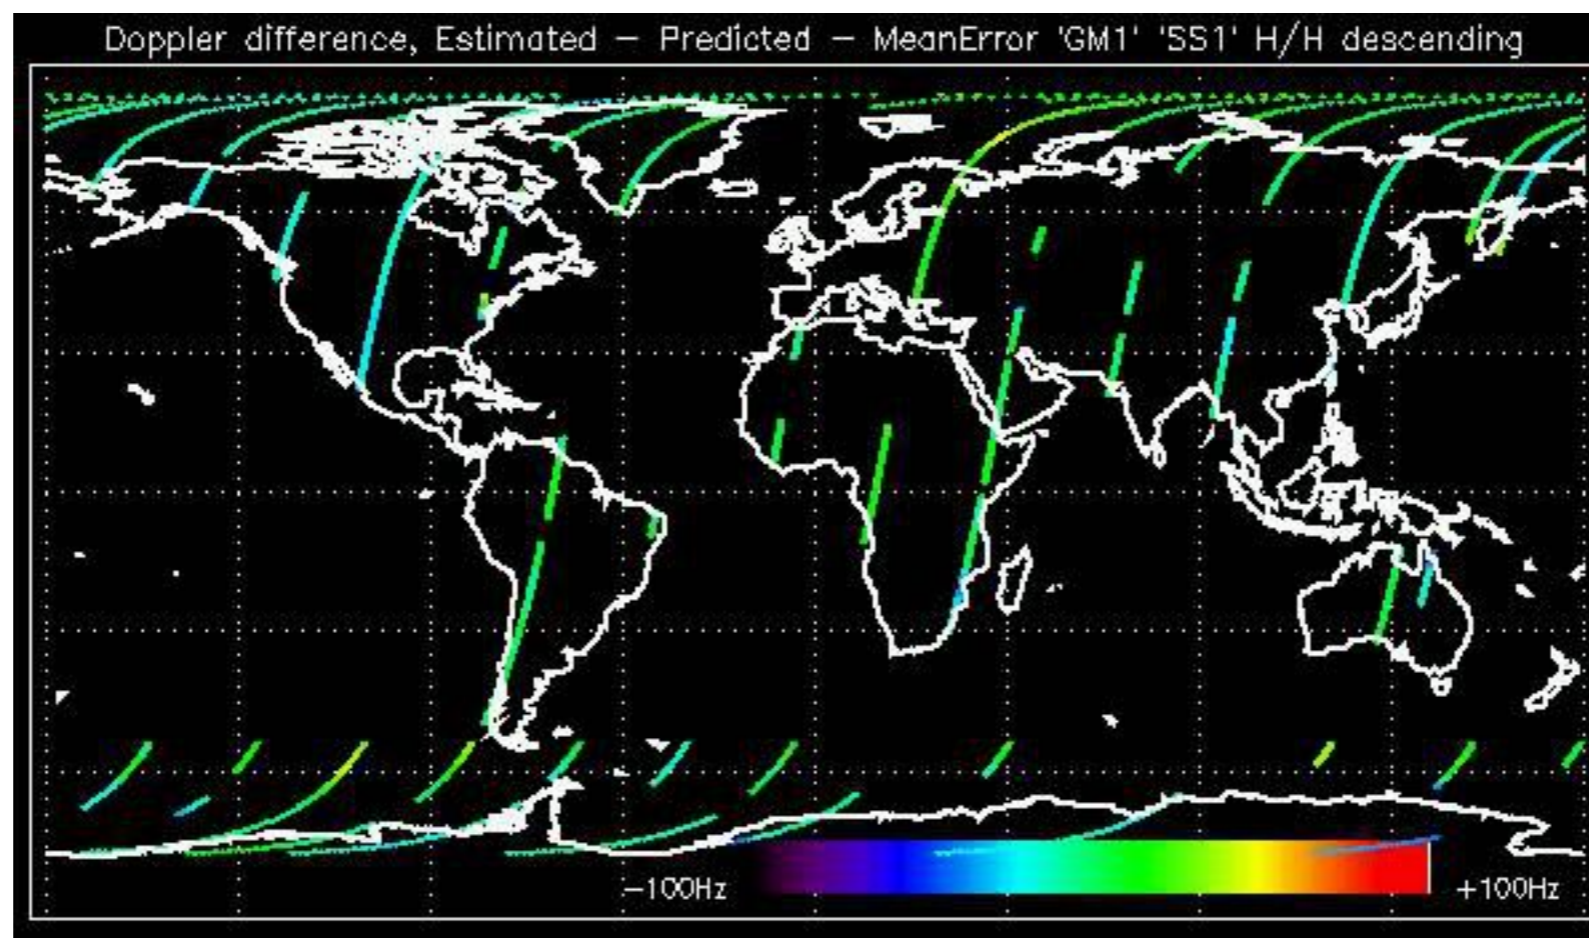 Doppler difference, Estimated – Predicted – MeanError 'GM1' 'SS1' H/H descending
–100Hz +100Hz